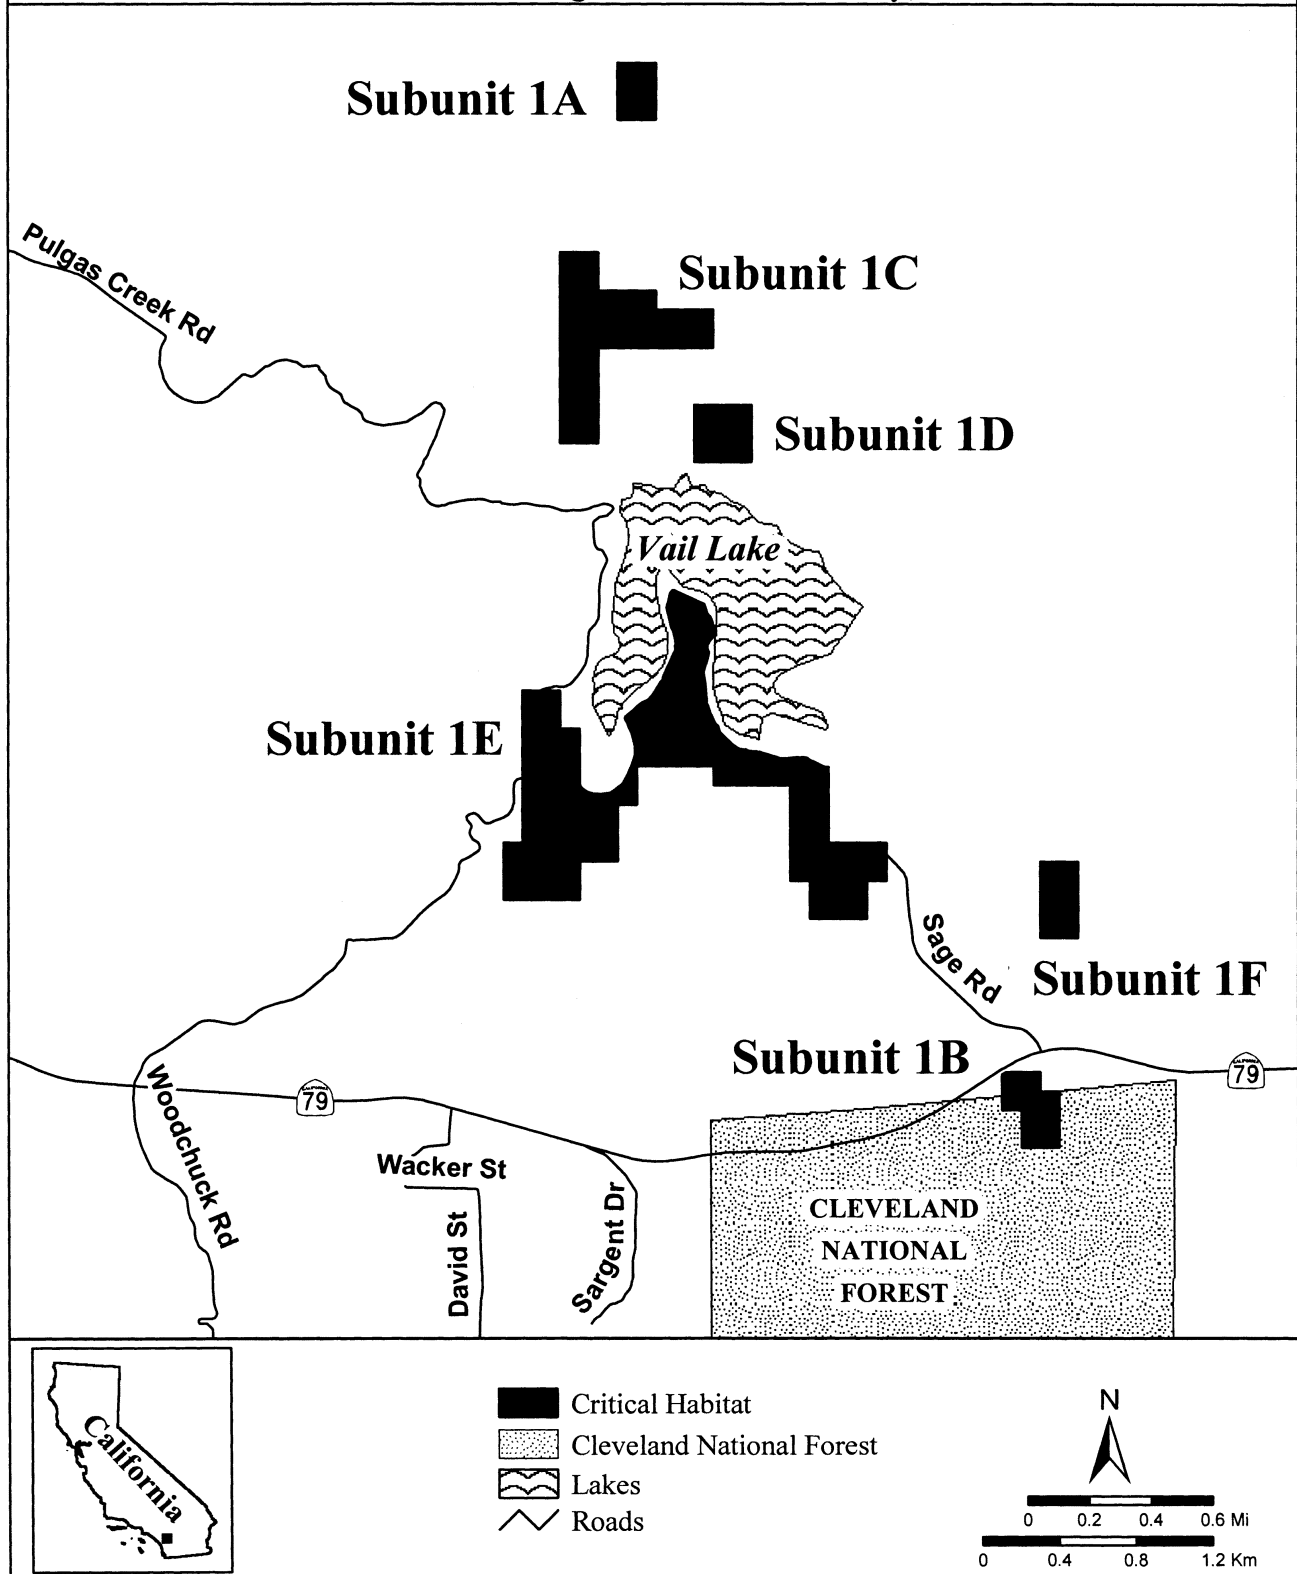 Subunit 1A
Pulgas Creek Rd
Subunit 1C
Subunit 1D
Vail Lake
Subunit 1E
Sage Rd
Subunit 1F
Subunit 1B
79
79
Woodchuck Rd
Wacker St
David St
Sargent Dr
CLEVELAND
NATIONAL
FOREST
California
Critical Habitat
Cleveland National Forest
Lakes
Roads
N
0 0.2 0.4 0.6 Mi
0 0.4 0.8 1.2 Km